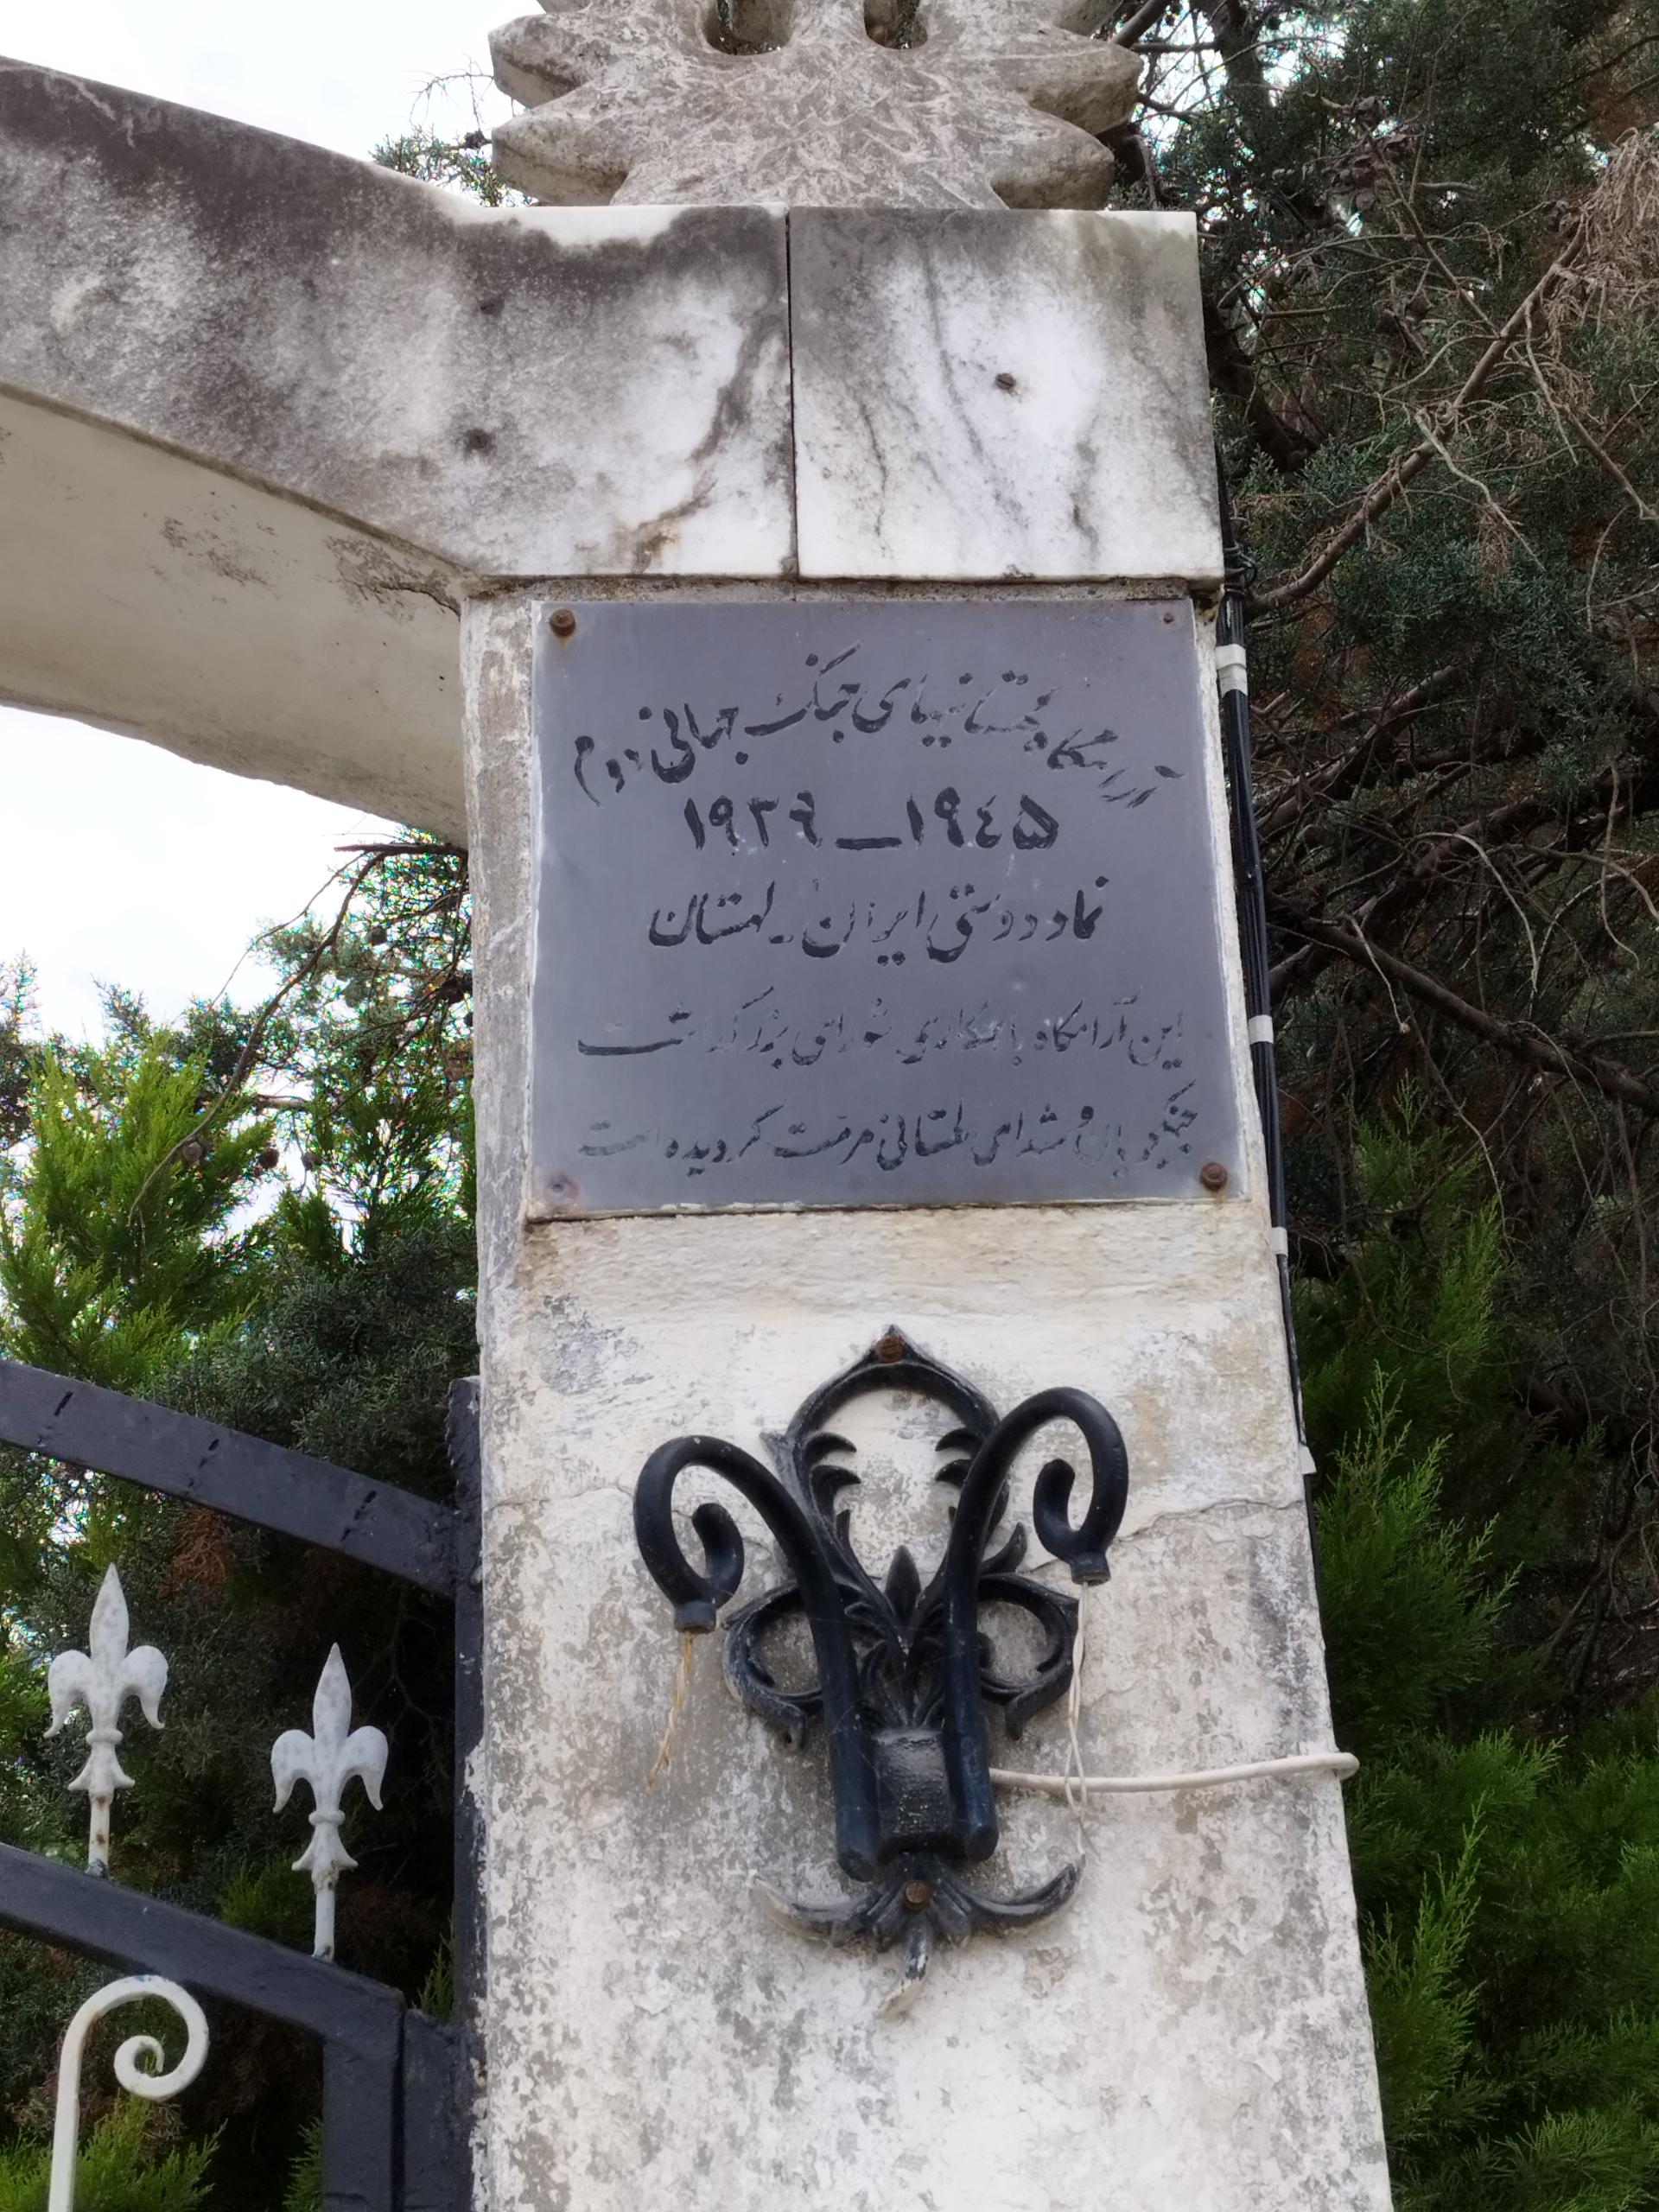 آرامگاه لهستانیهای جنگ جهانی دوم
۱۹۳۹ــ۱۹٤۵
نماد دوستی ایران ـ لهستان
این آرامگاه با همکاری شورای بزرگداشت
جنگجویان و شهدای لهستانی مرمت گردیده است